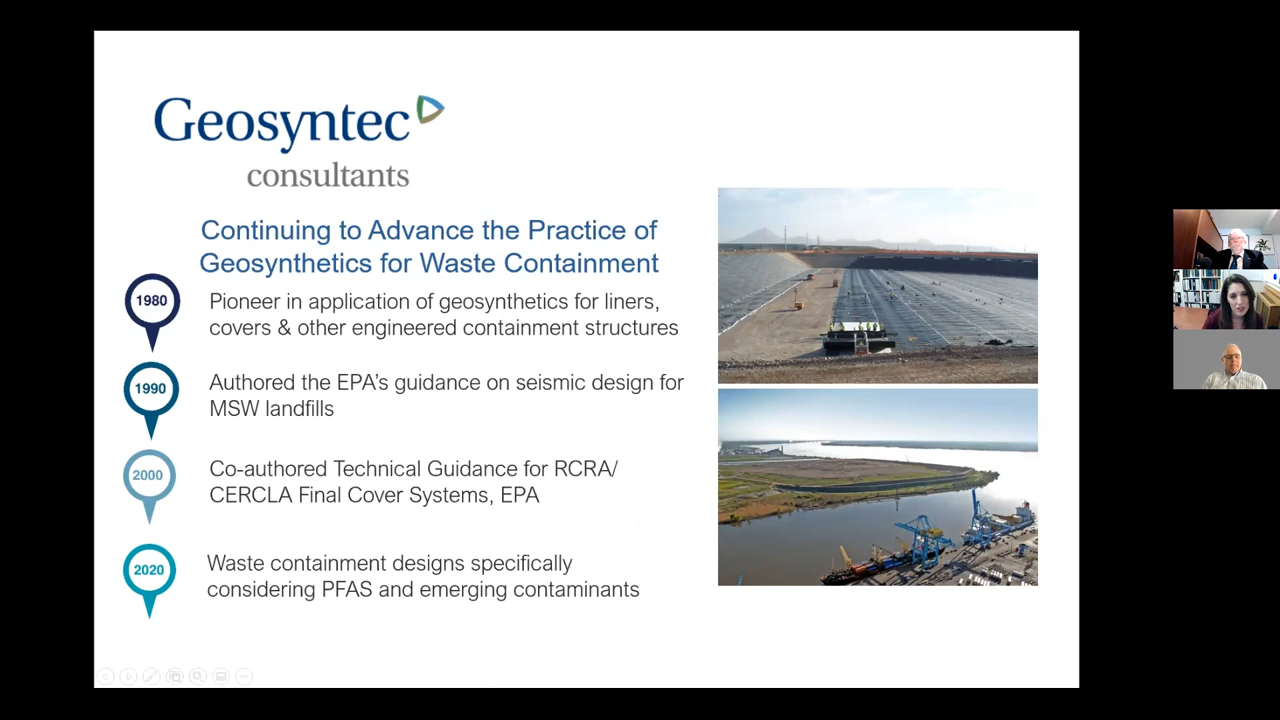 Geosyntec
consultants
Continuing to Advance the Practice of
Geosynthetics for Waste Containment
1980
Pioneer in application of geosynthetics for liners,
covers & other engineered containment structures
1990
Authored the EPA's guidance on seismic design for
MSW landfills
2000
Co-authored Technical Guidance for RCRA/
CERCLA Final Cover Systems, EPA
2020
Waste containment designs specifically
considering PFAS and emerging contaminants